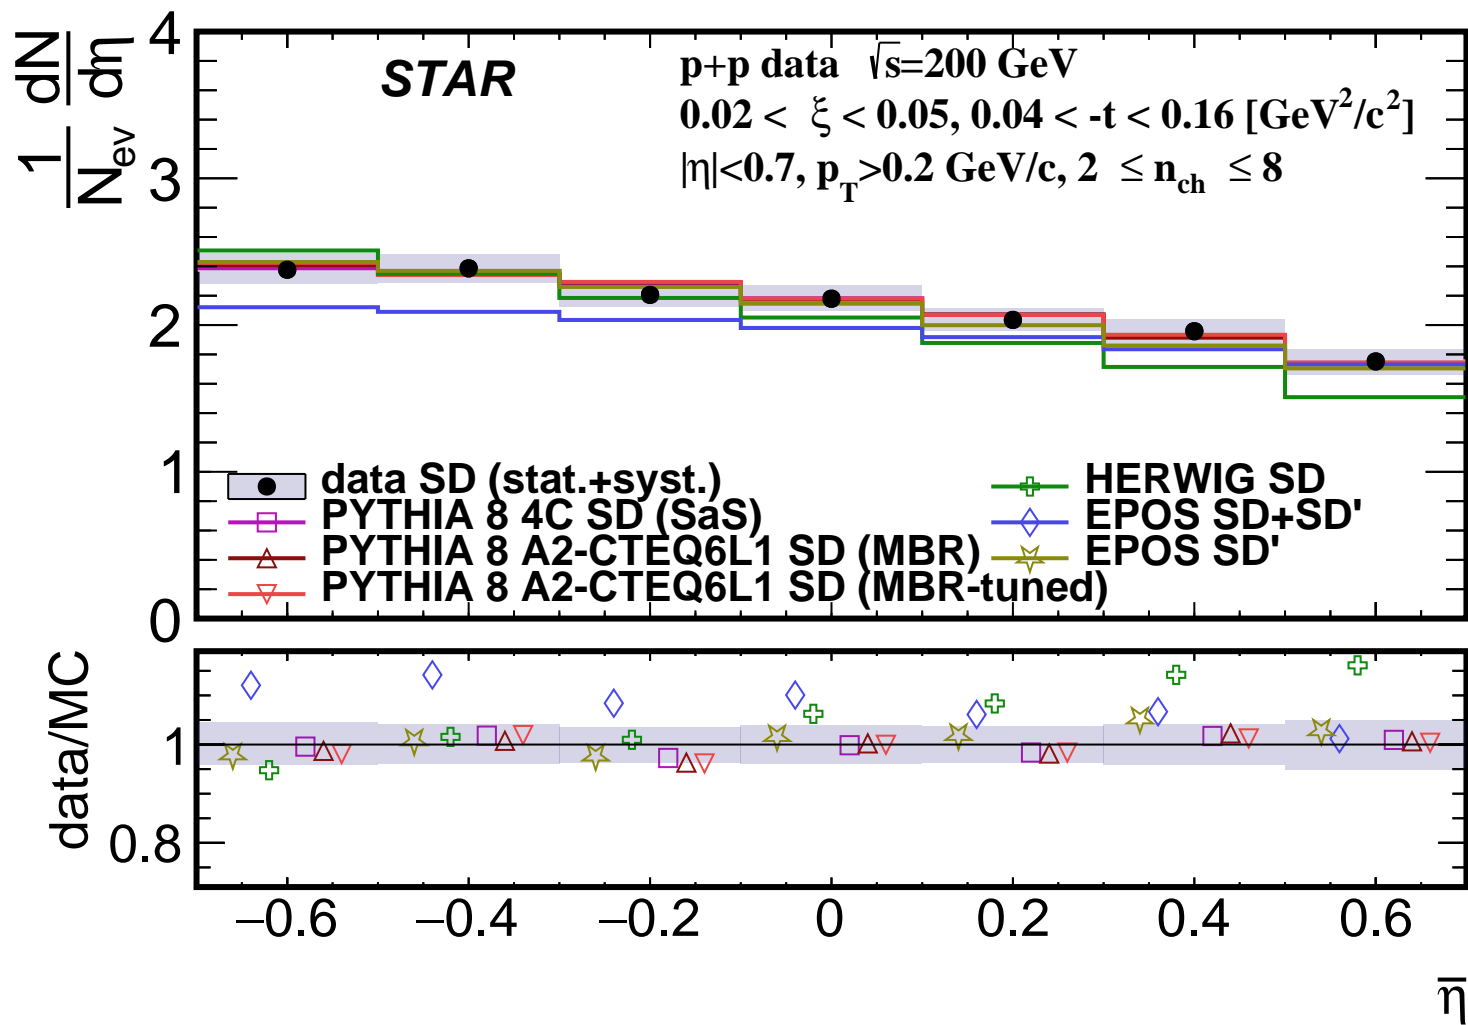 1/N_ev dN/dη
STAR
p+p data √s=200 GeV
0.02 < ξ < 0.05, 0.04 < -t < 0.16 [GeV²/c²]
|η|<0.7, p_T>0.2 GeV/c, 2 ≤ n_ch ≤ 8
4
3
2
1
0
data SD (stat.+syst.)
PYTHIA 8 4C SD (SaS)
PYTHIA 8 A2-CTEQ6L1 SD (MBR)
PYTHIA 8 A2-CTEQ6L1 SD (MBR-tuned)
HERWIG SD
EPOS SD+SD'
EPOS SD'
data/MC
1
0.8
−0.6 −0.4 −0.2 0 0.2 0.4 0.6
η̅